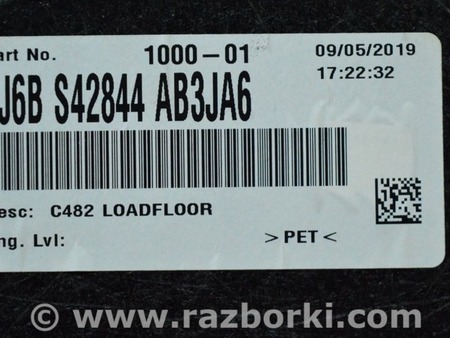 art No. 1000-01 09/05/2019
17:22:32
J6B S42844 AB3JA6
esc: C482 LOADFLOOR
ng. Lvl: >PET<
© www.razborki.com